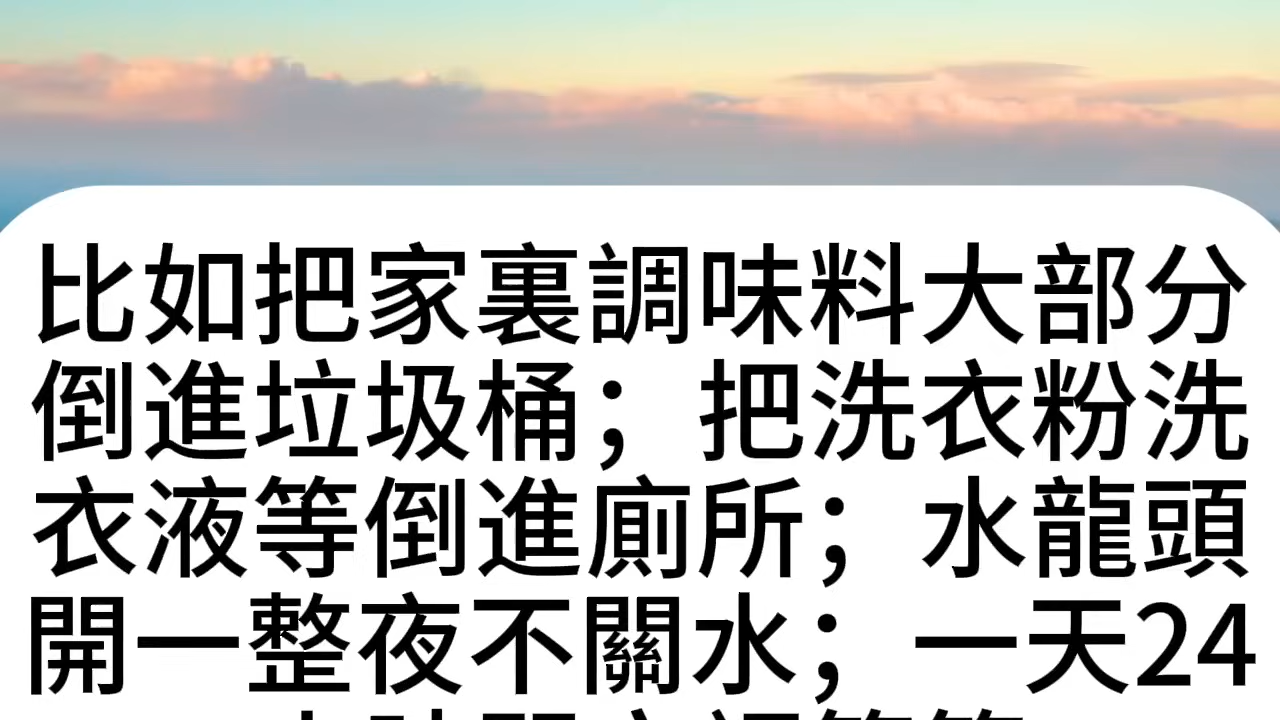 比如把家裏調味料大部分
倒進垃圾桶；把洗衣粉洗
衣液等倒進廁所；水龍頭
開一整夜不關水；一天24